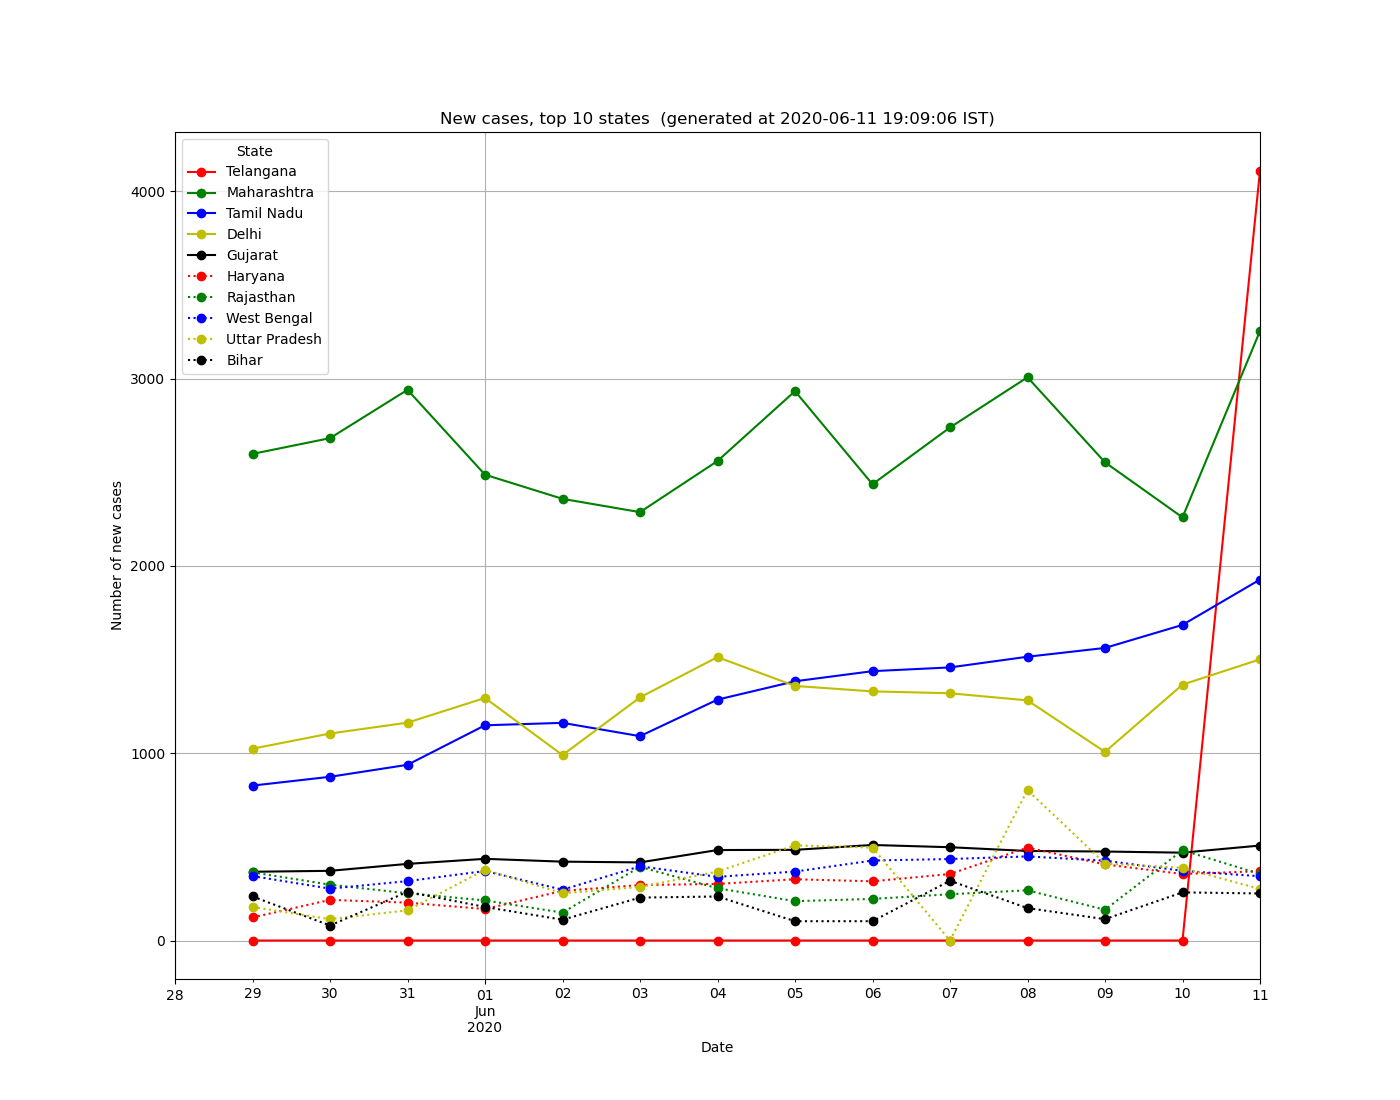 New cases, top 10 states  (generated at 2020-06-11 19:09:06 IST)
State
Telangana
Maharashtra
Tamil Nadu
Delhi
Gujarat
Haryana
Rajasthan
West Bengal
Uttar Pradesh
Bihar
4000
3000
2000
1000
0
Number of new cases
28 29 30 31 01 02 03 04 05 06 07 08 09 10 11
Jun
2020
Date